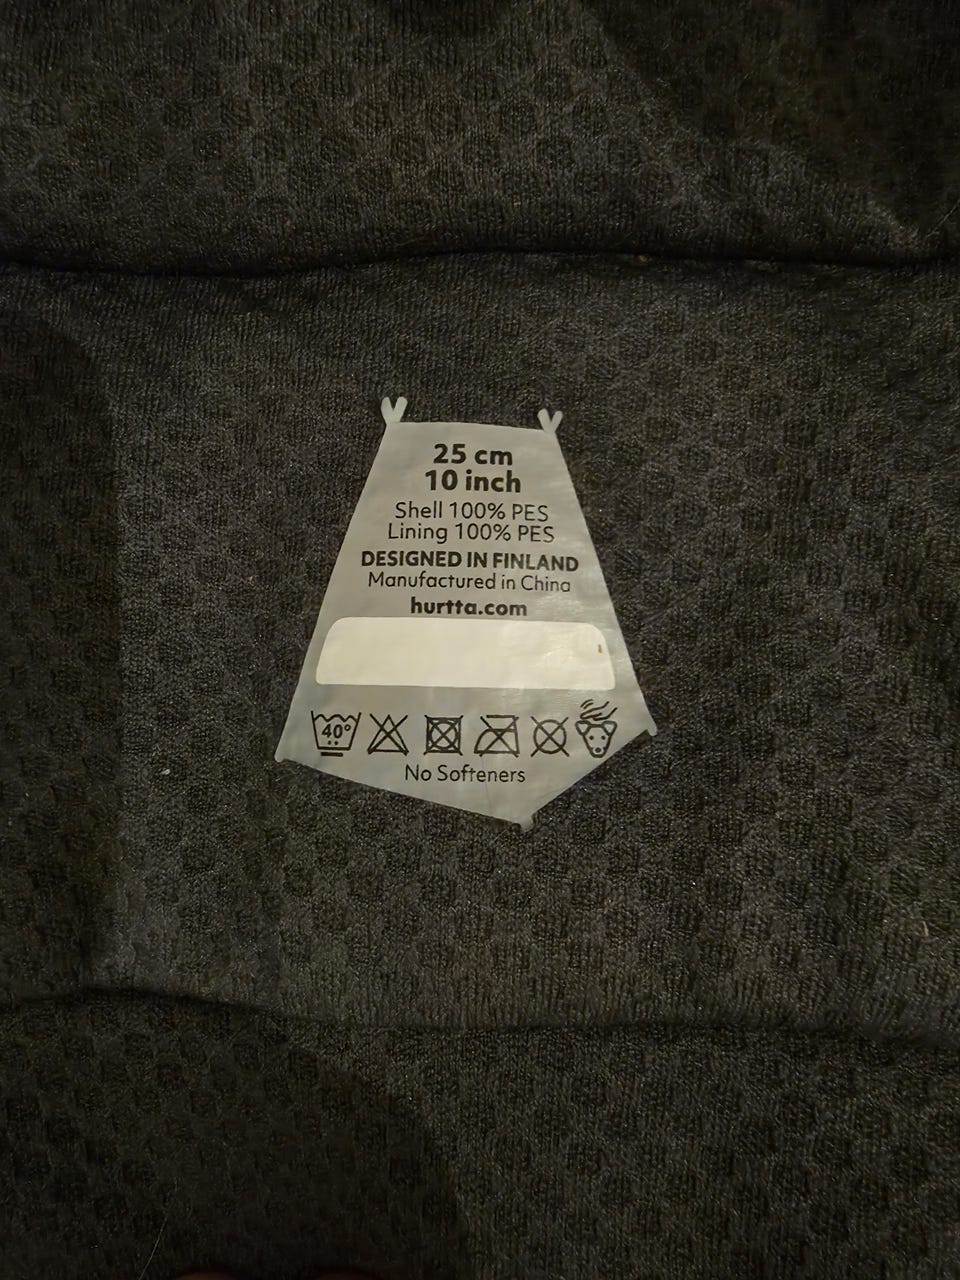 25 cm
10 inch
Shell 100% PES
Lining 100% PES
DESIGNED IN FINLAND
Manufactured in China
hurtta.com
40°
No Softeners